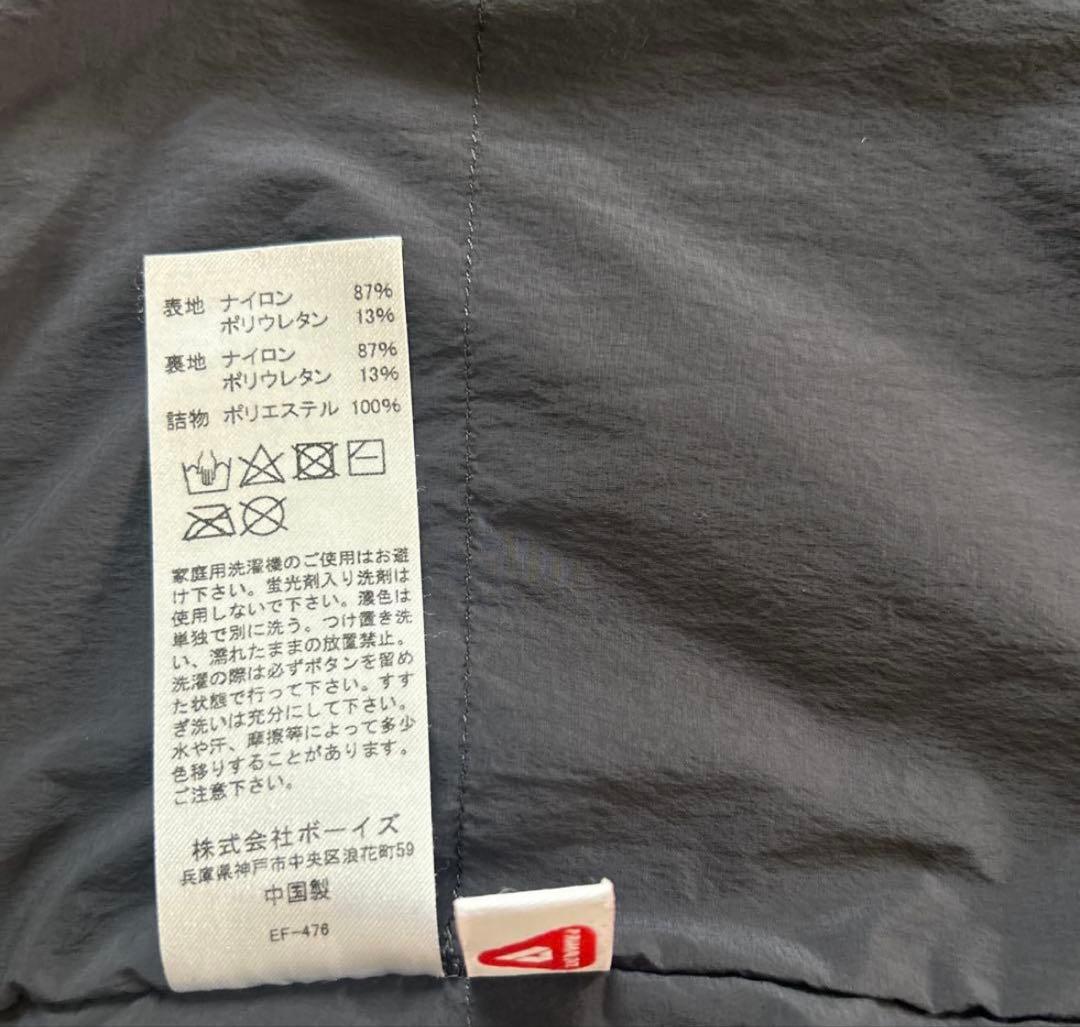 表地 ナイロン 87%
ポリウレタン 13%
裏地 ナイロン 87%
ポリウレタン 13%
詰物 ポリエステル 100%
家庭用洗濯機のご使用はお避
け下さい。蛍光剤入り洗剤は
使用しないで下さい。濃色は
単独で別に洗う。つけ置き洗
い、濡れたままの放置禁止。
洗濯の際は必ずボタンを留め
た状態で行って下さい。すす
ぎ洗いは充分にして下さい。
水や汗、摩擦等によって多少
色移りすることがあります。
ご注意下さい。
株式会社ボーイズ
兵庫県神戸市中央区浪花町59
中国製
EF-476